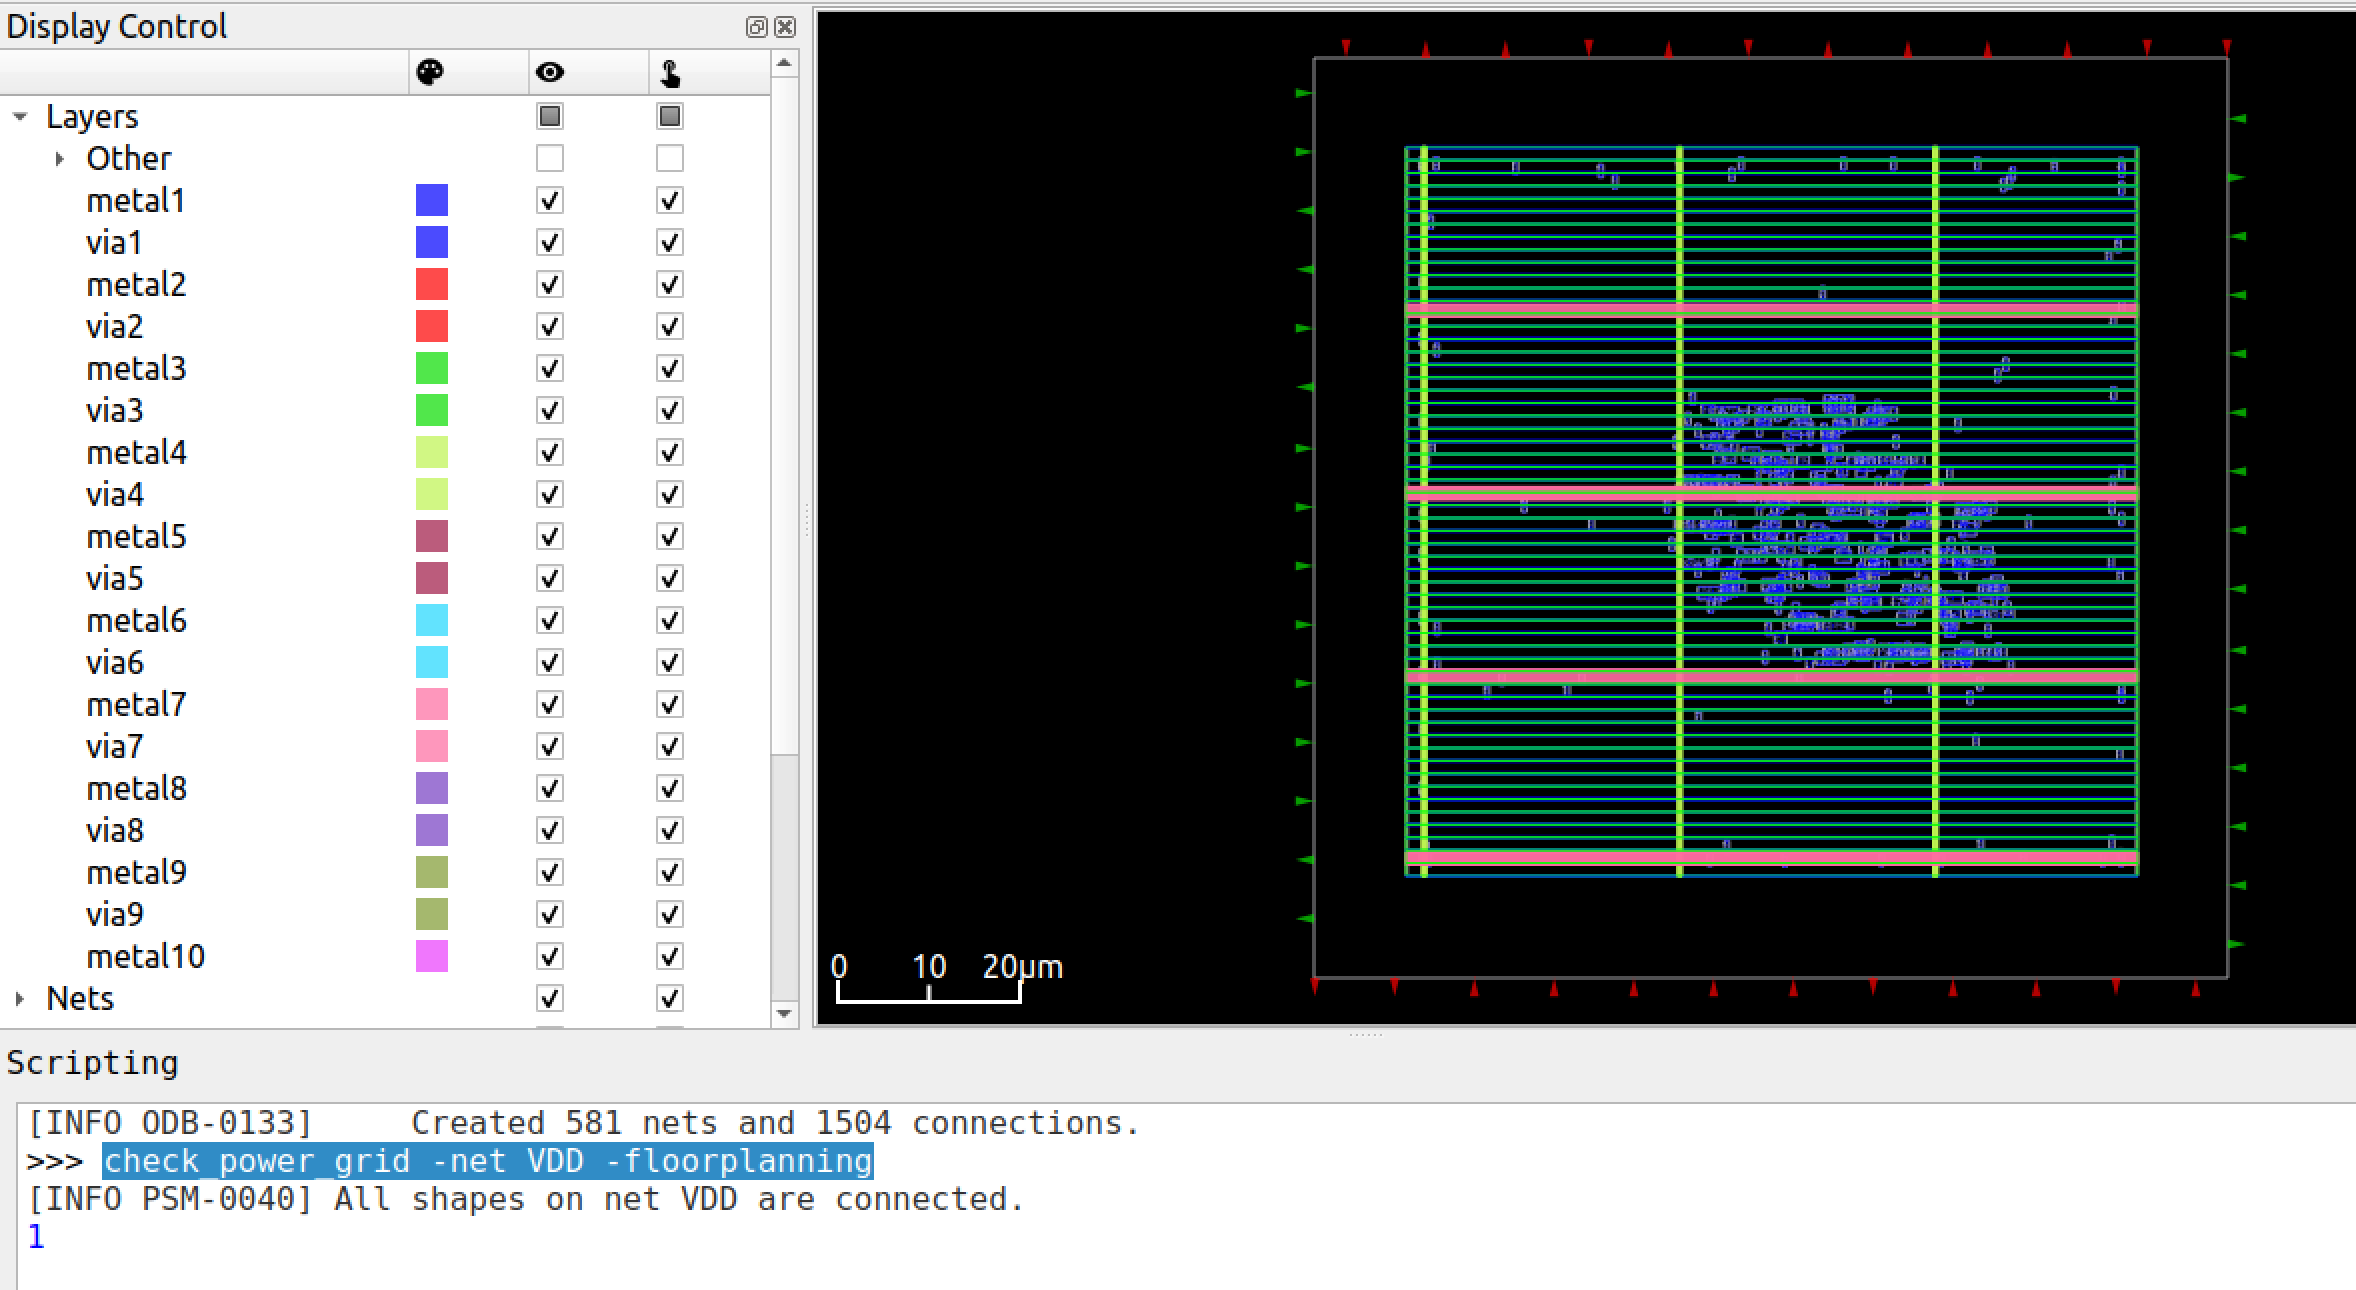 Display Control
Layers
Other
metal1
via1
metal2
via2
metal3
via3
metal4
via4
metal5
via5
metal6
via6
metal7
via7
metal8
via8
metal9
via9
metal10
Nets
0 10 20µm
Scripting
[INFO ODB-0133]     Created 581 nets and 1504 connections.
>>> check_power_grid -net VDD -floorplanning
[INFO PSM-0040] All shapes on net VDD are connected.
1